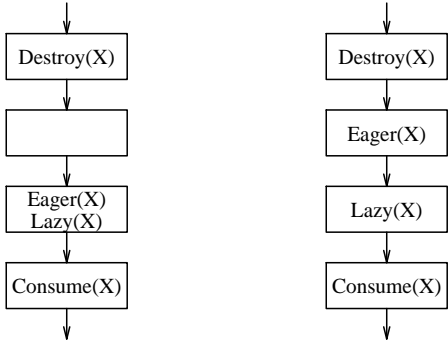 Destroy(X)
Eager(X)
Lazy(X)
Consume(X)
Destroy(X)
Eager(X)
Lazy(X)
Consume(X)